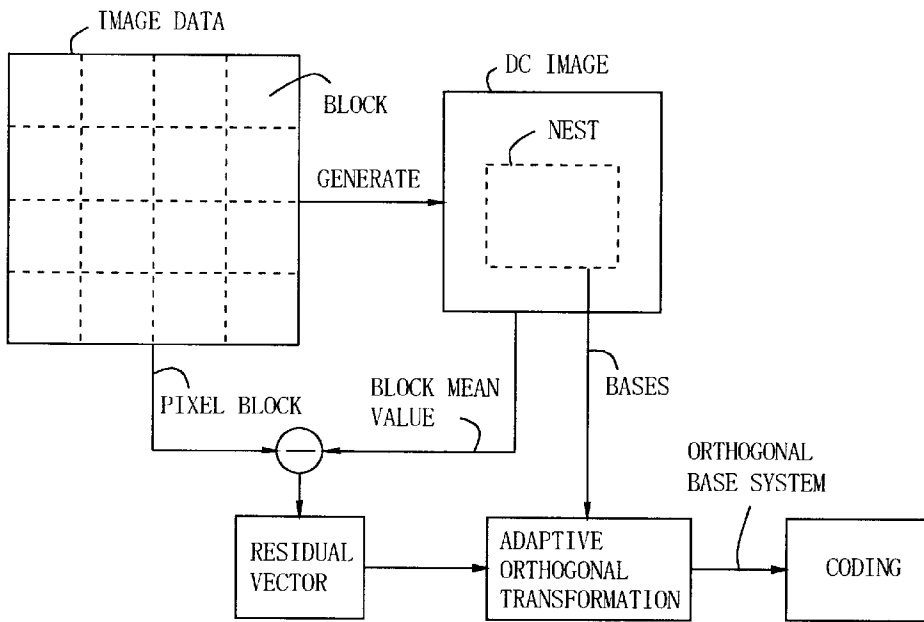 IMAGE DATA
BLOCK
DC IMAGE
NEST
GENERATE
PIXEL BLOCK
BLOCK MEAN
VALUE
BASES
ORTHOGONAL
BASE SYSTEM
RESIDUAL
VECTOR
ADAPTIVE
ORTHOGONAL
TRANSFORMATION
CODING